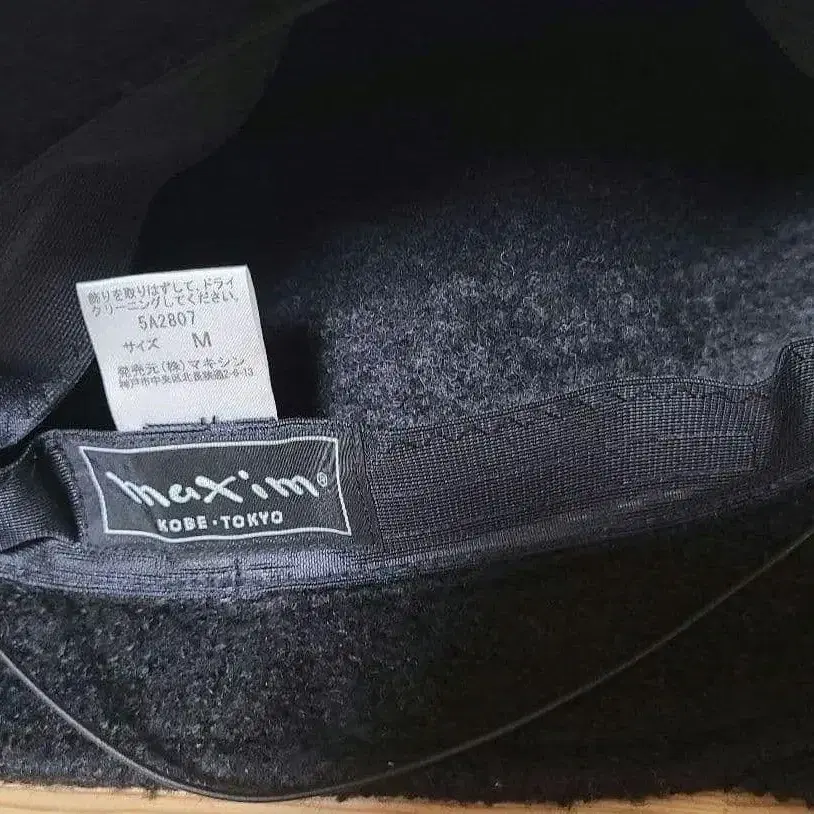 飾りを取りはずして、ドライ
クリーニングしてください。
5A2807
サイズ M
発売元(株)マキシン
神戸市中央区北長狭通2-6-13
maxim®
KOBE・TOKYO